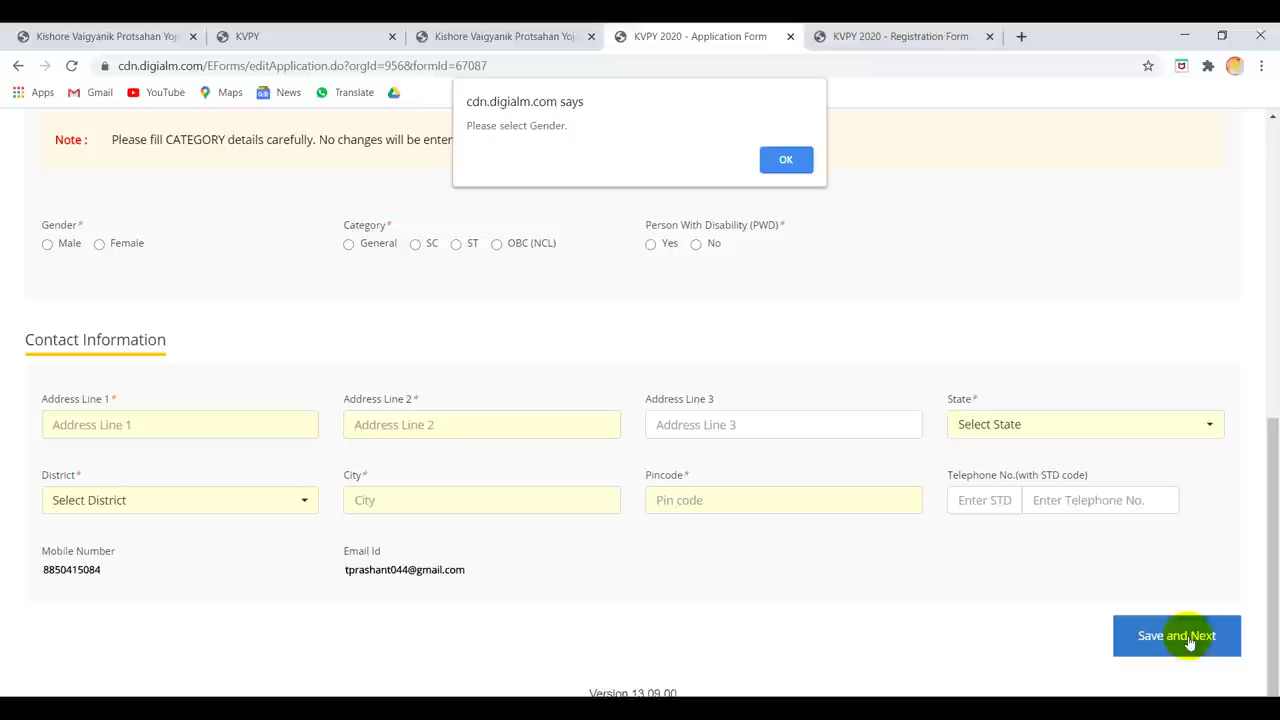 Kishore Vaigyanik Protsahan Yoj
KVPY
Kishore Vaigyanik Protsahan Yoj
KVPY 2020 - Application Form
KVPY 2020 - Registration Form
cdn.digialm.com/EForms/editApplication.do?orgId=956&formId=67087
Apps
Gmail
YouTube
Maps
News
Translate
cdn.digialm.com says
Please select Gender.
OK
Note : Please fill CATEGORY details carefully. No changes will be enter
Gender* Category* Person With Disability (PWD)*
Male Female General SC ST OBC (NCL) Yes No
Contact Information
Address Line 1* Address Line 2* Address Line 3 State*
Address Line 1 Address Line 2 Address Line 3 Select State
District* City* Pincode* Telephone No.(with STD code)
Select District City Pin code Enter STD Enter Telephone No.
Mobile Number Email Id
8850415084 tprashant044@gmail.com
Save and Next
Version 13.09.00